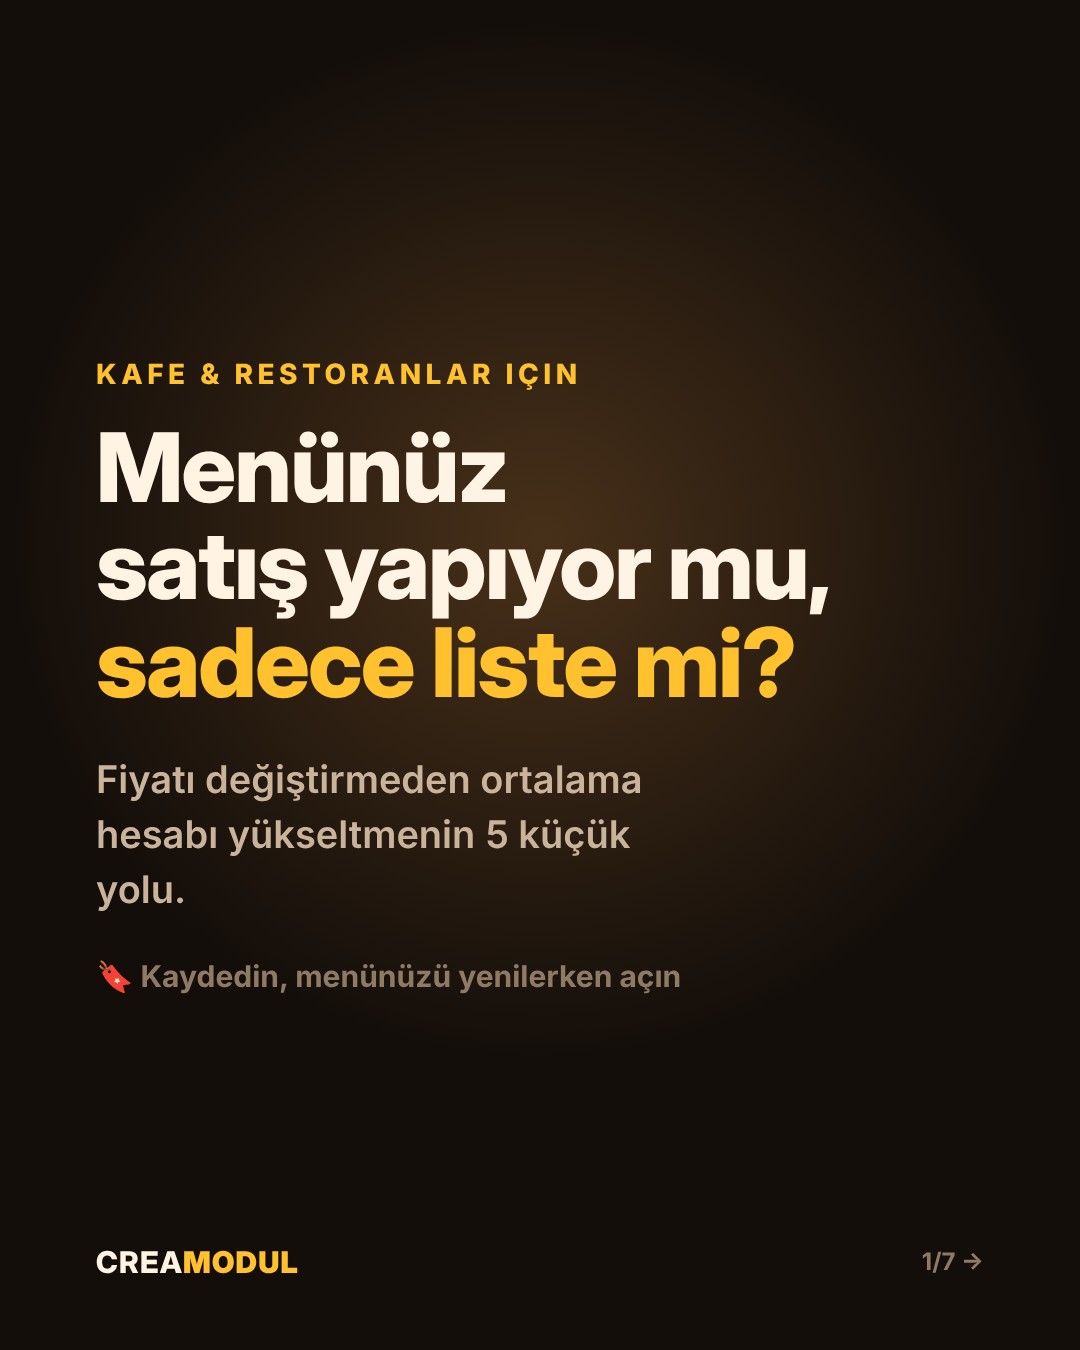 KAFE & RESTORANLAR IÇIN
Menünüz
satış yapıyor mu,
sadece liste mi?
Fiyatı değiştirmeden ortalama
hesabı yükseltmenin 5 küçük
yolu.
🔖 Kaydedin, menünüzü yenilerken açın
CREAMODUL
1/7 →